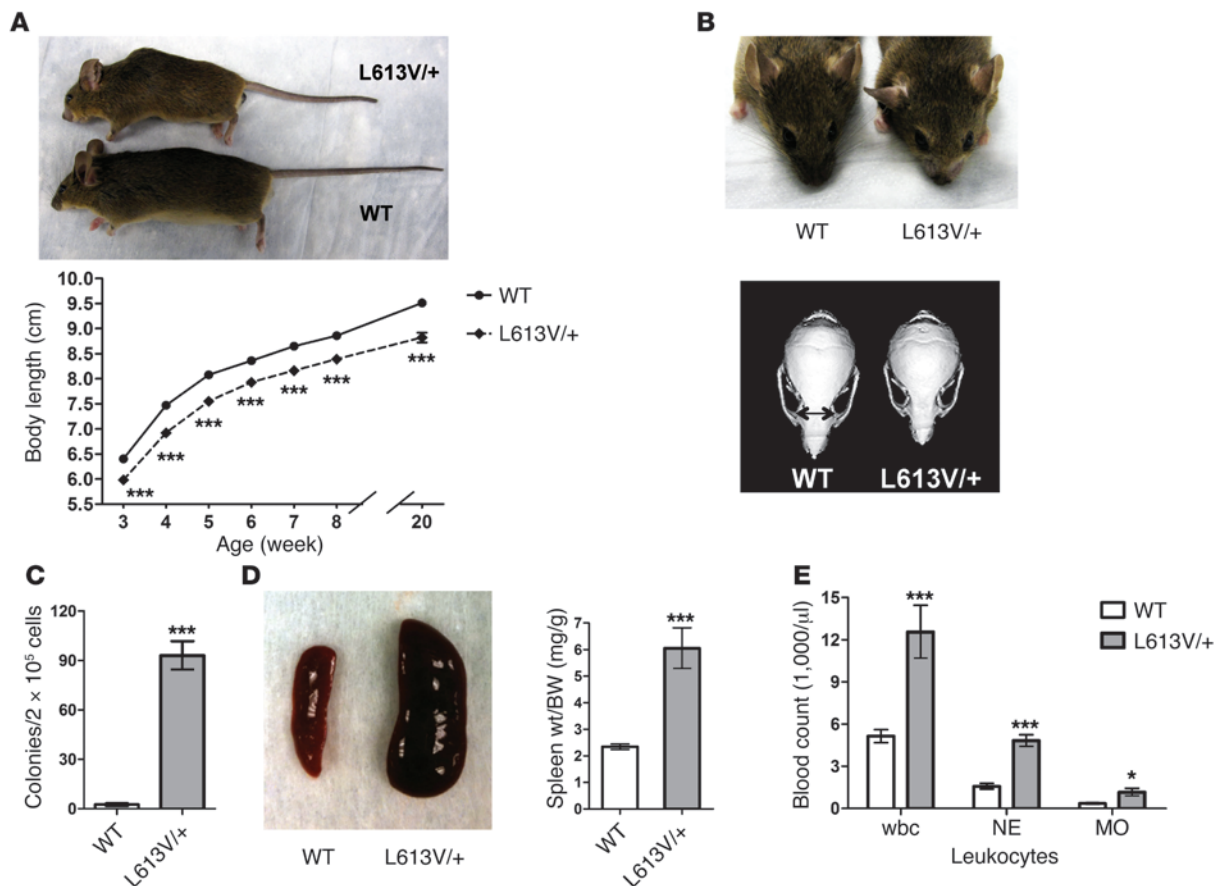 A
L613V/+
WT
Body length (cm)
10.0
9.5
9.0
8.5
8.0
7.5
7.0
6.5
6.0
5.5
*** *** *** *** *** *** ***
3 4 5 6 7 8 20
Age (week)
WT
L613V/+
B
WT L613V/+
WT L613V/+
C
Colonies/2 × 10⁵ cells
120
90
60
30
0
***
WT L613V/+
D
WT L613V/+
Spleen wt/BW (mg/g)
7
6
5
4
3
2
1
0
***
WT L613V/+
E
Blood count (1,000/μl)
15
12
9
6
3
0
*** *** *
wbc NE MO
Leukocytes
WT
L613V/+